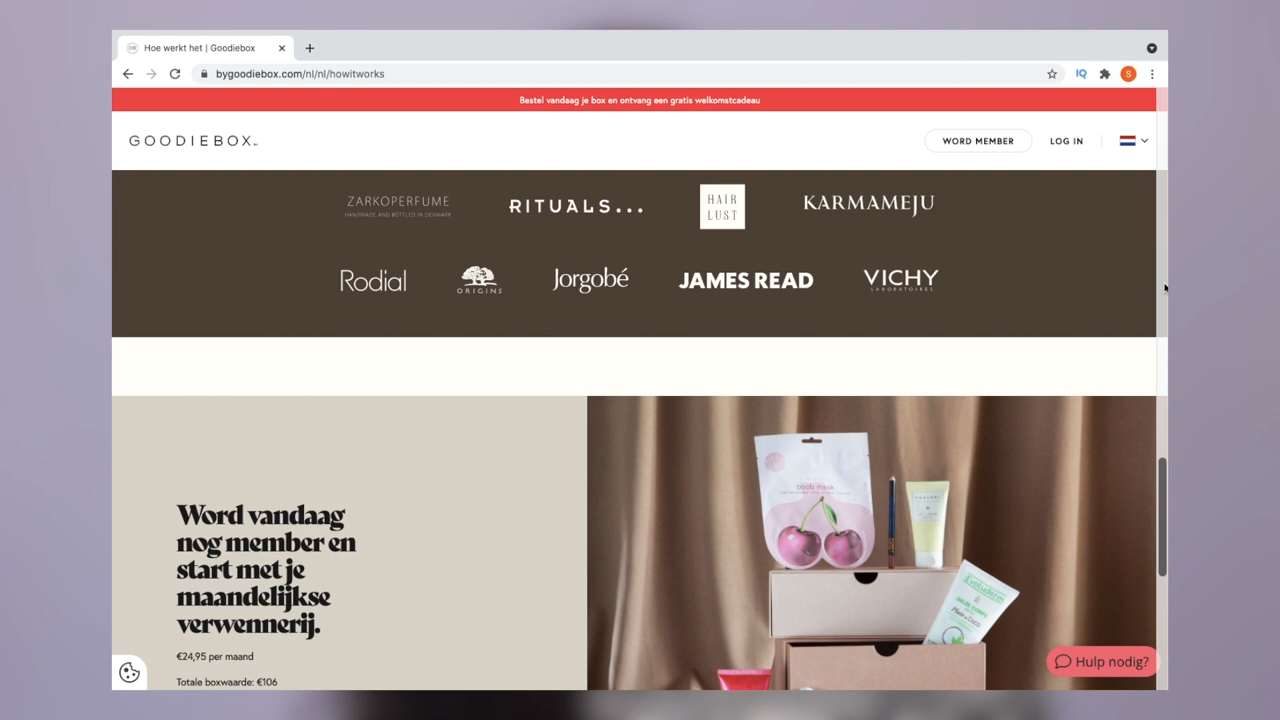 Hoe werkt het | Goodiebox
bygoodiebox.com/nl/nl/howitworks
IQ
S
Bestel vandaag je box en ontvang een gratis welkomstcadeau
GOODIEBOX
WORD MEMBER
LOG IN
ZARKOPERFUME
HANDMADE AND BOTTLED IN DENMARK
RITUALS...
HAIR
LUST
KARMAMEJU
Rodial
ORIGINS
Jorgobé
JAMES READ
VICHY
LABORATOIRES
boob mask
Word vandaag
nog member en
start met je
maandelijkse
verwennerij.
€24,95 per maand
Totale boxwaarde: €106
Evoluderm
Hulp nodig?